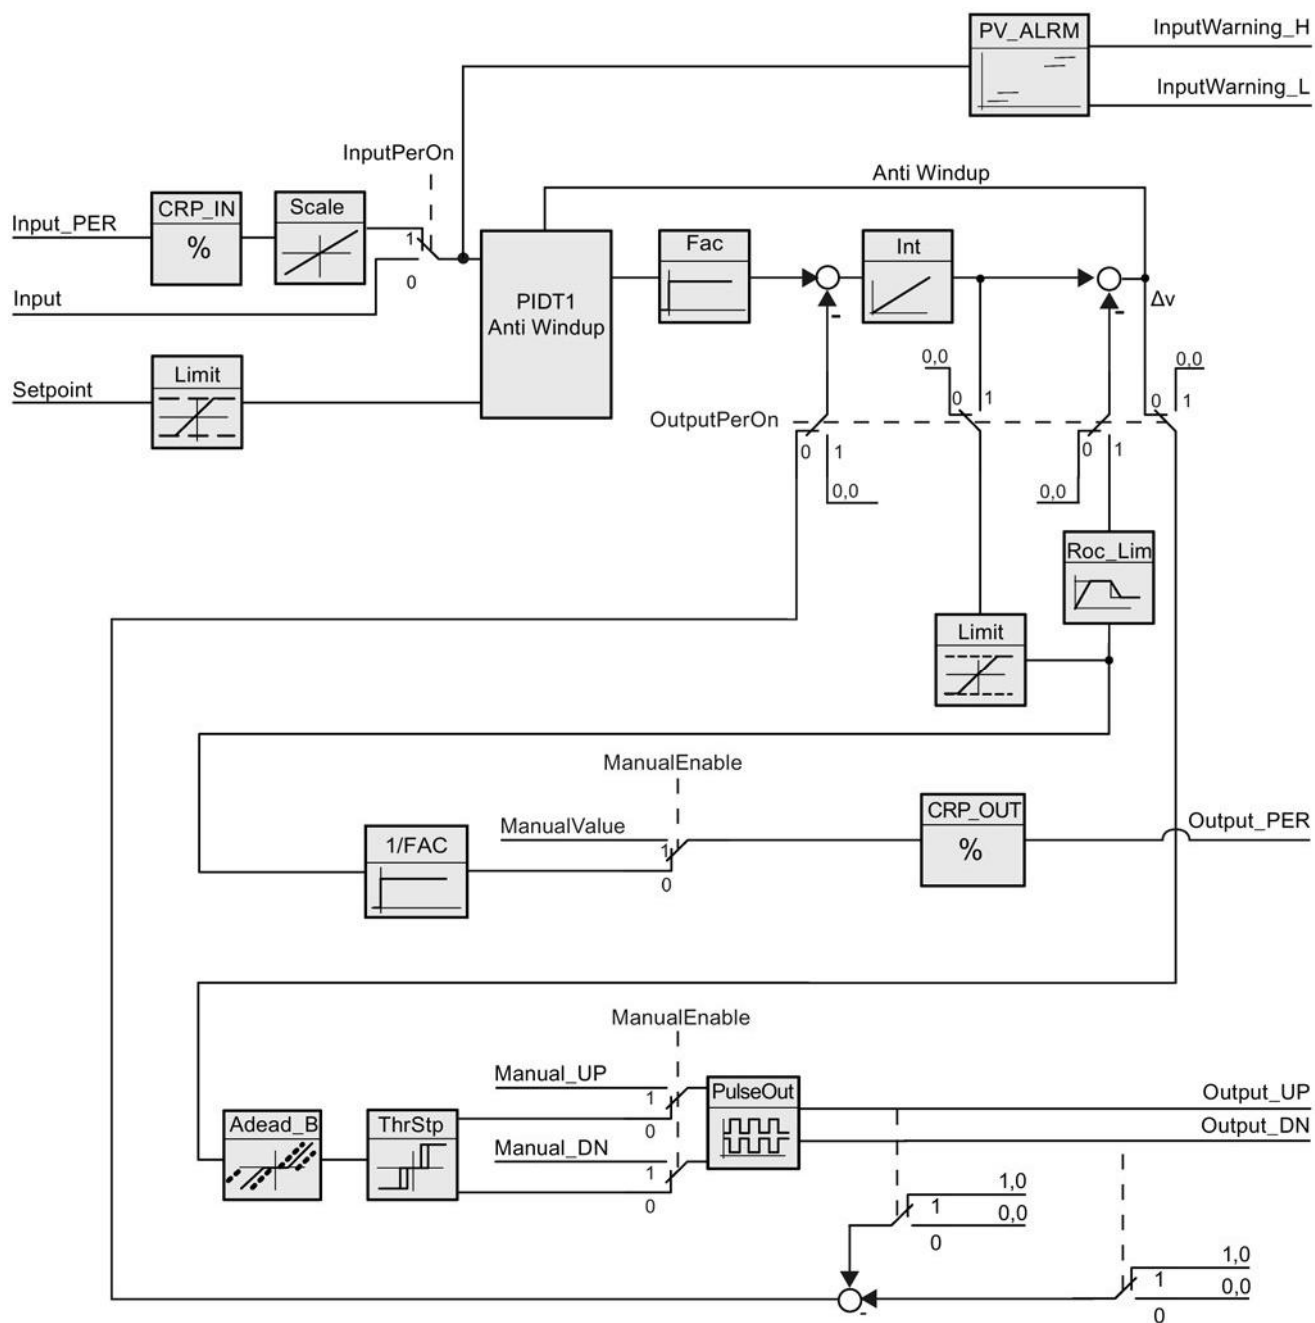 PV_ALRM
InputWarning_H
InputWarning_L
InputPerOn
Anti Windup
Input_PER
CRP_IN
%
Scale
1
0
Input
PIDT1
Anti Windup
Fac
Int
-
-
Δv
Setpoint
Limit
0,0
0,0
OutputPerOn
0
1
0
1
0
1
0
1
0,0
0,0
Roc_Lim
Limit
ManualEnable
ManualValue
1
0
1/FAC
CRP_OUT
%
Output_PER
ManualEnable
Manual_UP
1
0
Manual_DN
1
0
Adead_B
ThrStp
PulseOut
Output_UP
Output_DN
1,0
1
0,0
0
1,0
1
0,0
0
-